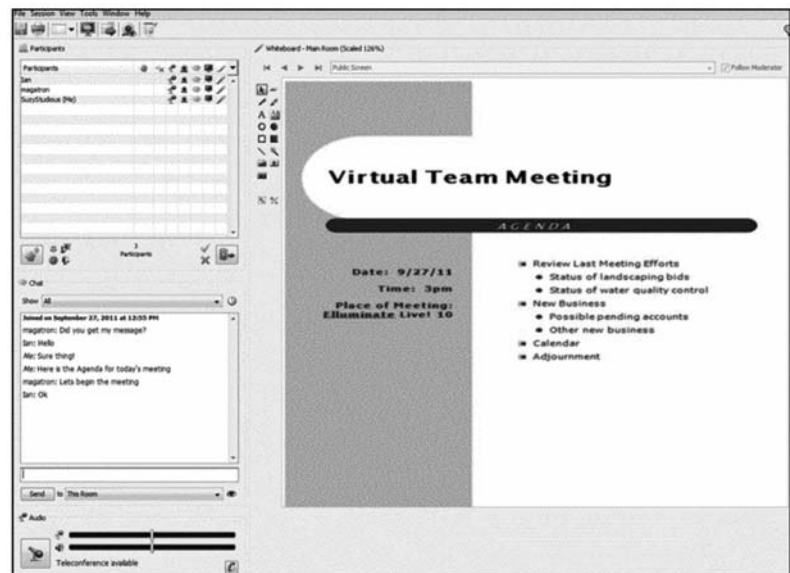 File Session View Tools Window Help
Participants
Participants
Ian
magatron
SuzyStudious (Me)
3
Participants
Chat
Show All
Joined on September 27, 2011 at 12:55 PM
magatron: Did you get my message?
Ian: Hello
Me: Sure thing!
Me: Here is the Agenda for today's meeting
magatron: Lets begin the meeting
Ian: Ok
Send to This Room
Audio
Teleconference available
Whiteboard - Main Room (Scaled 126%)
Public Screen
Follow Moderator
A
Virtual Team Meeting
AGENDA
Date: 9/27/11
Time: 3pm
Place of Meeting:
Elluminate Live! 10
Review Last Meeting Efforts
Status of landscaping bids
Status of water quality control
New Business
Possible pending accounts
Other new business
Calendar
Adjournment